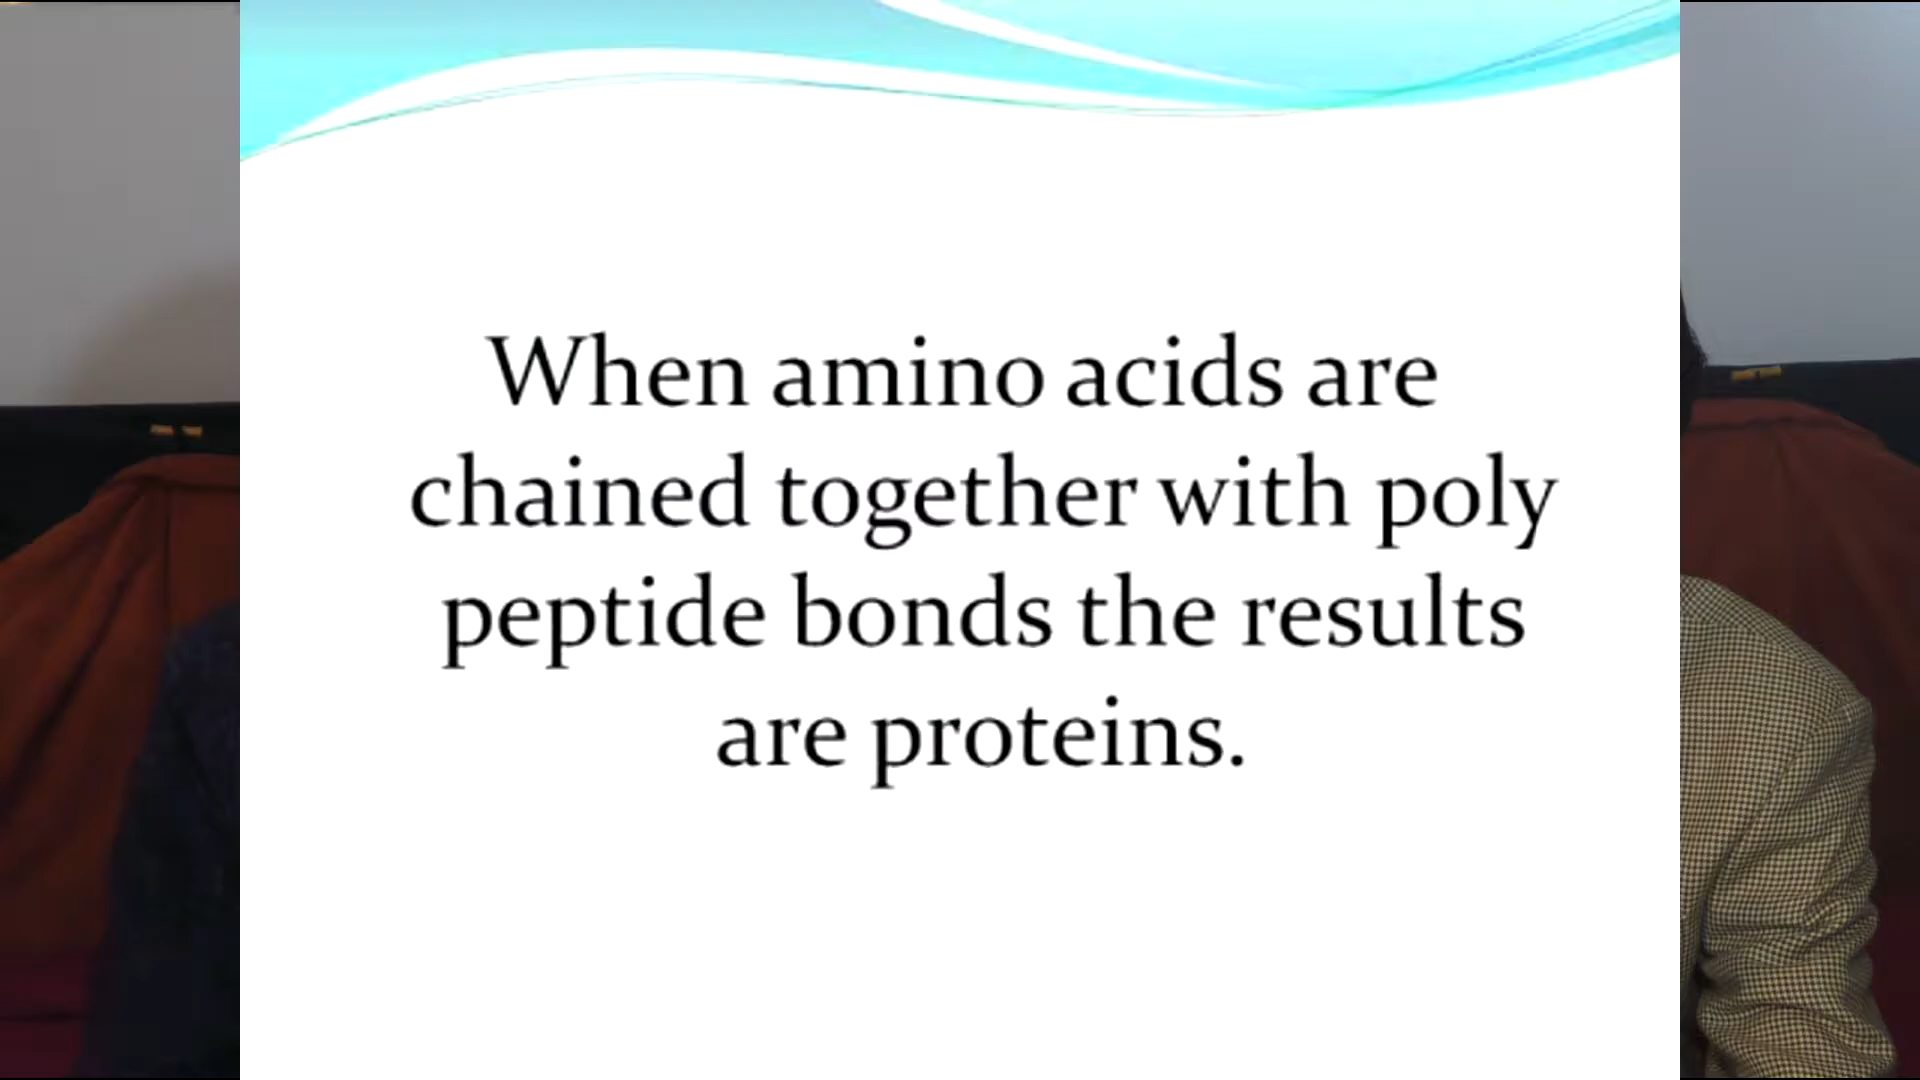 When amino acids are
chained together with poly
peptide bonds the results
are proteins.